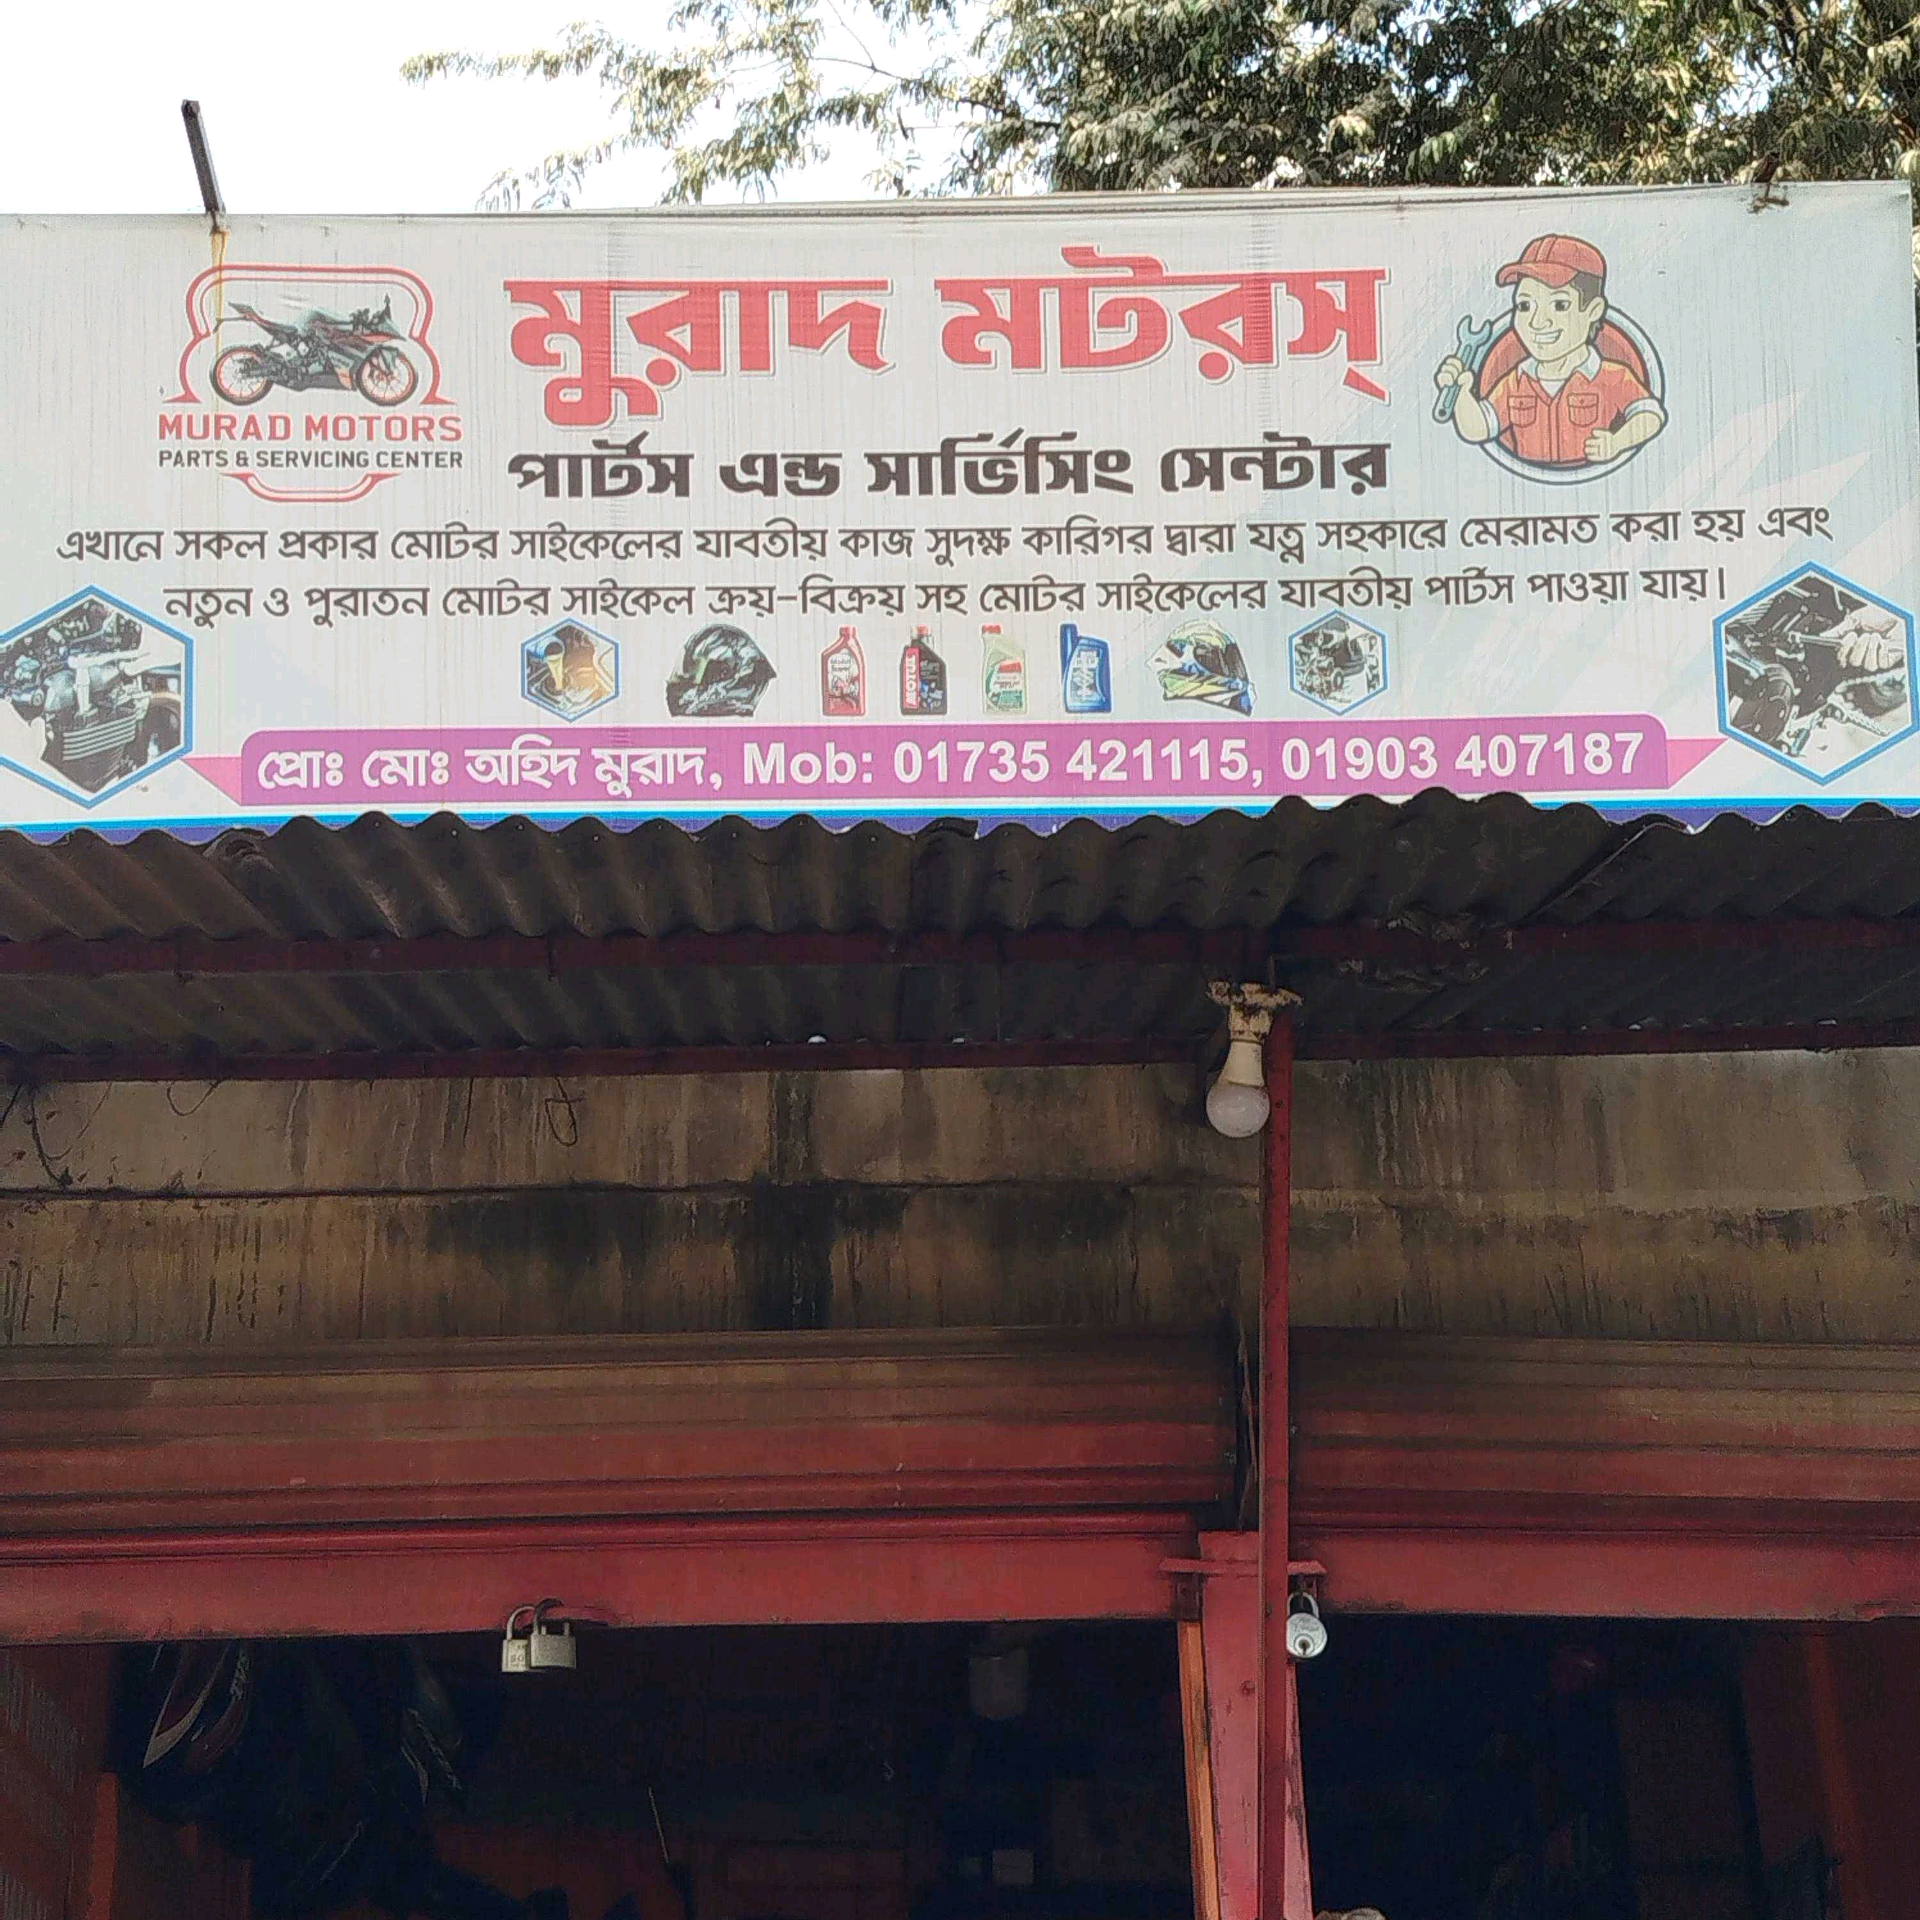 মুরাদ মটরস্
MURAD MOTORS
PARTS & SERVICING CENTER
পার্টস এন্ড সার্ভিসিং সেন্টার
এখানে সকল প্রকার মোটর সাইকেলের যাবতীয় কাজ সুদক্ষ কারিগর দ্বারা যত্ন সহকারে মেরামত করা হয় এবং
নতুন ও পুরাতন মোটর সাইকেল ক্রয়-বিক্রয় সহ মোটর সাইকেলের যাবতীয় পার্টস পাওয়া যায়।
প্রোঃ মোঃ অহিদ মুরাদ, Mob: 01735 421115, 01903 407187